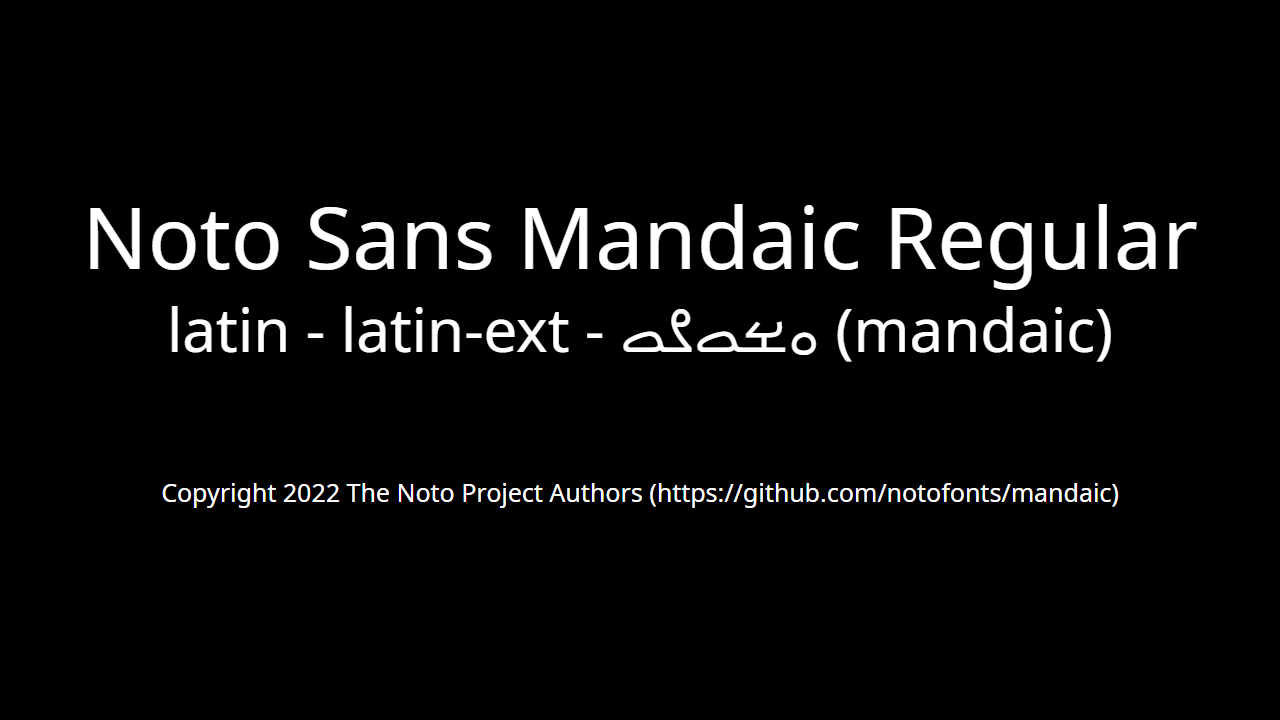 Noto Sans Mandaic Regular
latin - latin-ext - ࡀࡌࡁࡋࡁ (mandaic)
Copyright 2022 The Noto Project Authors (https://github.com/notofonts/mandaic)